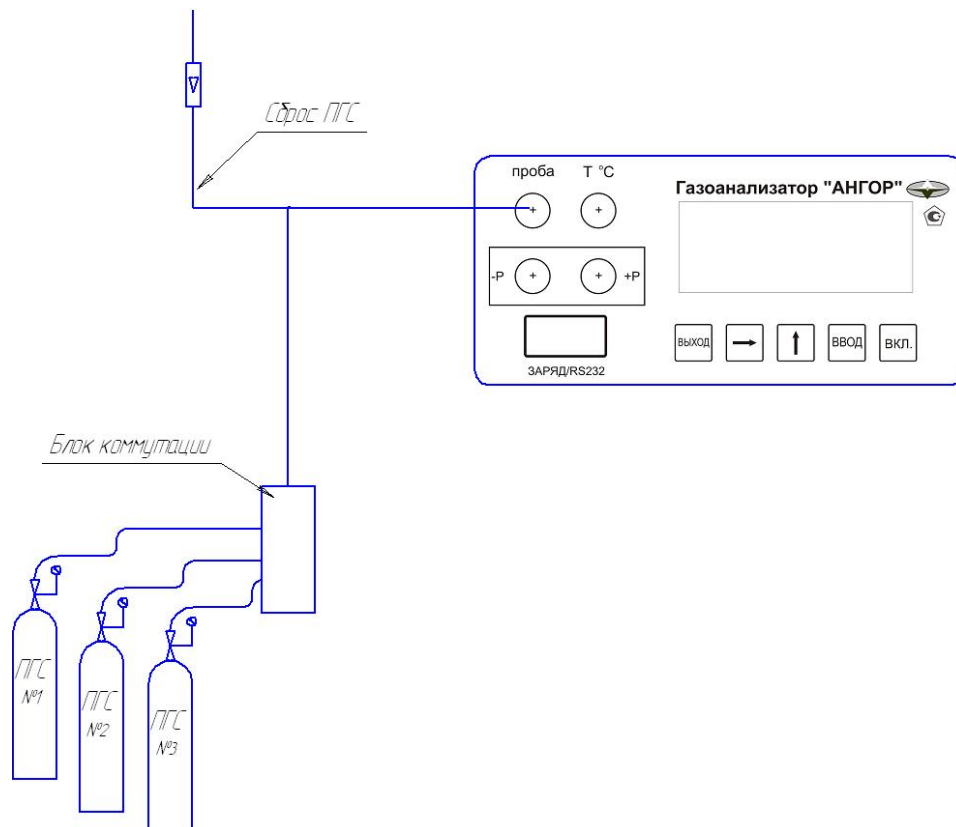 Сброс ПГС
проба
Т °С
Газоанализатор "АНГОР"
-Р
+Р
ЗАРЯД/RS232
ВЫХОД
ВВОД
ВКЛ.
Блок коммутации
ПГС
№1
ПГС
№2
ПГС
№3